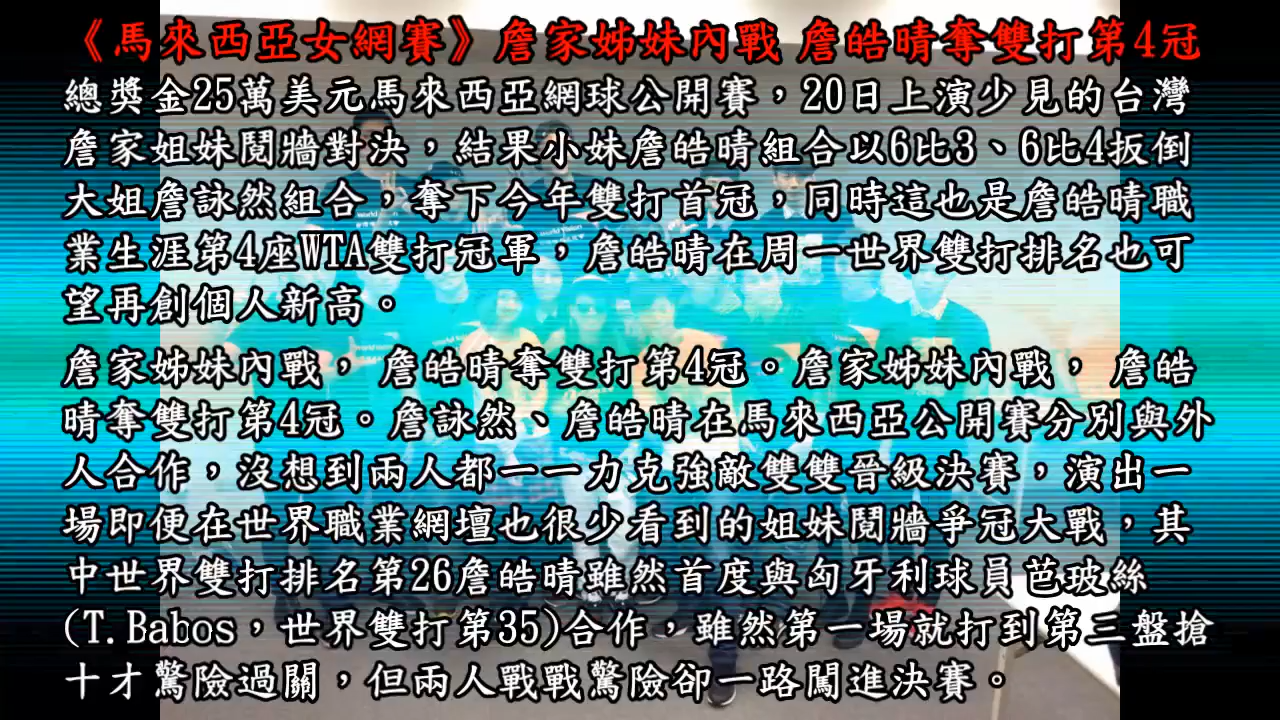 《馬來西亞女網賽》詹家姊妹內戰 詹皓晴奪雙打第4冠
總獎金25萬美元馬來西亞網球公開賽，20日上演少見的台灣
詹家姐妹鬩牆對決，結果小妹詹皓晴組合以6比3、6比4扳倒
大姐詹詠然組合，奪下今年雙打首冠，同時這也是詹皓晴職
業生涯第4座WTA雙打冠軍，詹皓晴在周一世界雙打排名也可
望再創個人新高。
詹家姊妹內戰， 詹皓晴奪雙打第4冠。詹家姊妹內戰， 詹皓
晴奪雙打第4冠。詹詠然、詹皓晴在馬來西亞公開賽分別與外
人合作，沒想到兩人都一一力克強敵雙雙晉級決賽，演出一
場即便在世界職業網壇也很少看到的姐妹鬩牆爭冠大戰，其
中世界雙打排名第26詹皓晴雖然首度與匈牙利球員芭玻絲
(T.Babos，世界雙打第35)合作，雖然第一場就打到第三盤搶
十才驚險過關，但兩人戰戰驚險卻一路闖進決賽。